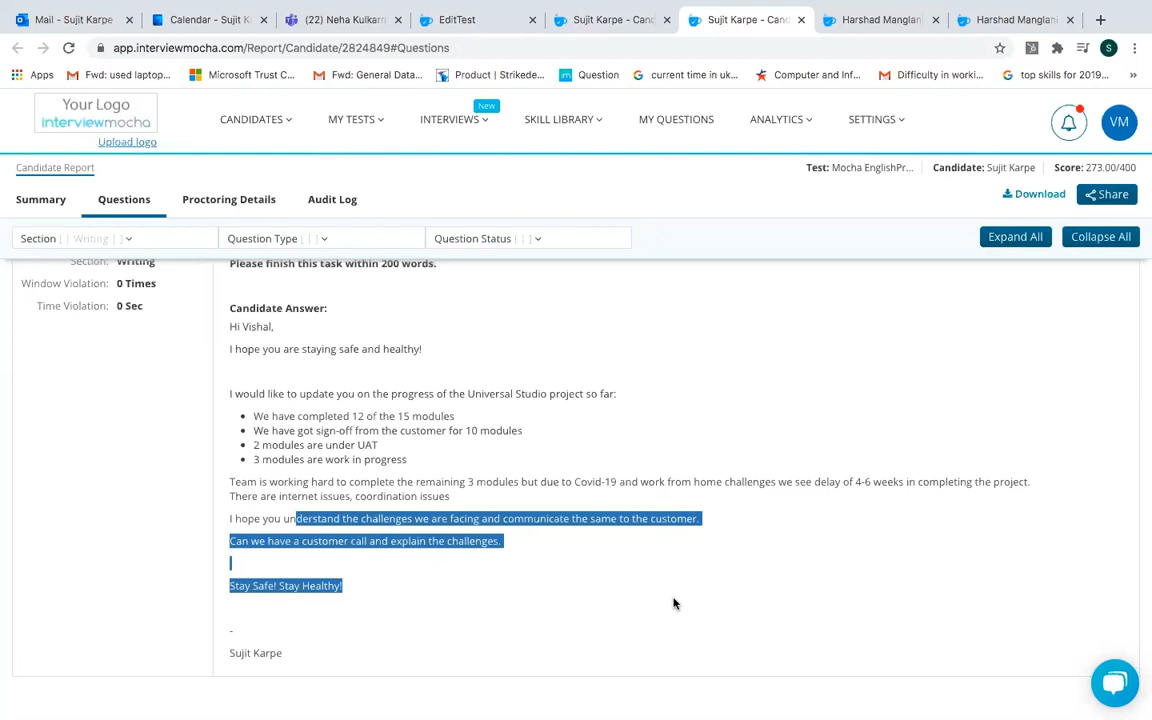 Mail - Sujit Karpe
Calendar - Sujit K
(22) Neha Kulkarn
EditTest
Sujit Karpe - Cand
Sujit Karpe - Cand
Harshad Manglan
Harshad Manglani
app.interviewmocha.com/Report/Candidate/2824849#Questions
S
Apps
Fwd: used laptop...
Microsoft Trust C...
Fwd: General Data...
Product | Strikede...
Question
current time in uk...
Computer and Inf...
Difficulty in worki...
top skills for 2019...
»
Your Logo
interviewmocha
Upload logo
CANDIDATES
MY TESTS
INTERVIEWS
New
SKILL LIBRARY
MY QUESTIONS
ANALYTICS
SETTINGS
VM
Candidate Report
Test: Mocha EnglishPr...
Candidate: Sujit Karpe
Score: 273.00/400
Summary
Questions
Proctoring Details
Audit Log
Download
Share
Section [ | Writing | ]
Question Type [ | ]
Question Status [ | ]
Expand All
Collapse All
Section: Writing
Window Violation: 0 Times
Time Violation: 0 Sec
Please finish this task within 200 words.
Candidate Answer:
Hi Vishal,
I hope you are staying safe and healthy!
I would like to update you on the progress of the Universal Studio project so far:
• We have completed 12 of the 15 modules
• We have got sign-off from the customer for 10 modules
• 2 modules are under UAT
• 3 modules are work in progress
Team is working hard to complete the remaining 3 modules but due to Covid-19 and work from home challenges we see delay of 4-6 weeks in completing the project.
There are internet issues, coordination issues
I hope you understand the challenges we are facing and communicate the same to the customer.
Can we have a customer call and explain the challenges.
Stay Safe! Stay Healthy!
-
Sujit Karpe